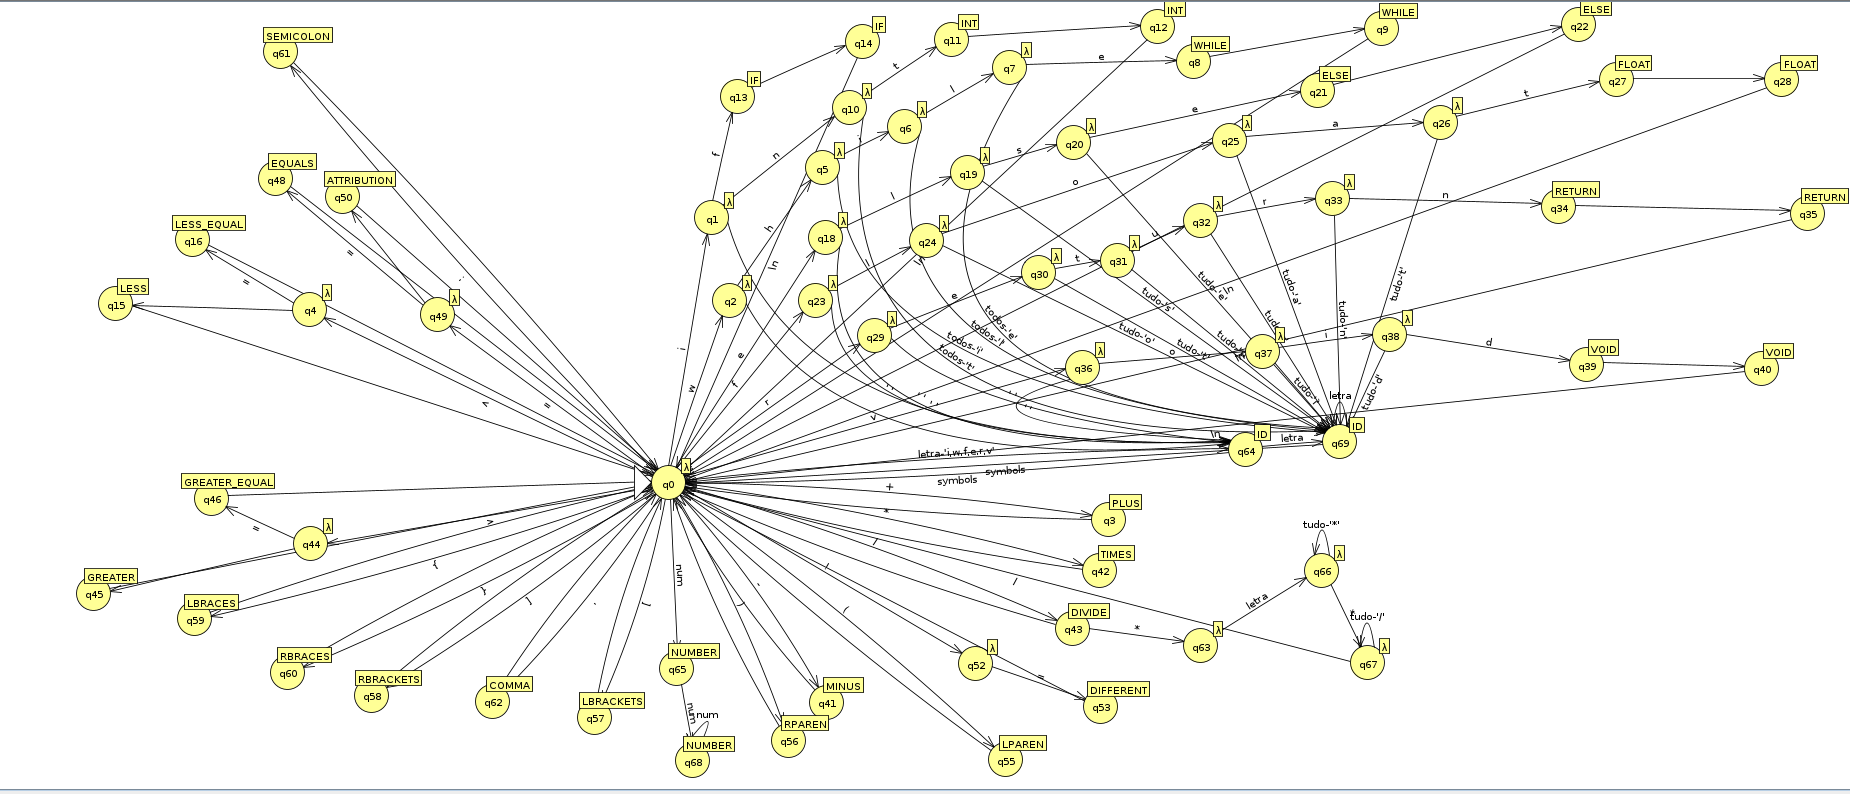 SEMICOLON
q61
EQUALS
q48
ATTRIBUTION
q50
LESS_EQUAL
q16
LESS
q15
λ
q4
λ
q49
=
=
=
<
IF
q14
IF
q13
INT
q11
INT
q12
λ
q10
λ
q7
WHILE
q8
WHILE
q9
ELSE
q22
ELSE
q21
FLOAT
q27
FLOAT
q28
λ
q6
λ
q5
λ
q20
λ
q25
λ
q26
λ
q19
λ
q1
λ
q18
λ
q24
λ
q32
λ
q33
RETURN
q34
RETURN
q35
λ
q2
λ
q23
λ
q30
λ
q31
λ
q29
λ
q36
λ
q37
λ
q38
VOID
q39
VOID
q40
f
n
t
l
e
s
e
a
t
o
l
h
\n
r
n
u
t
e
i
d
i
w
e
f
r
v
o
tudo-'s'
tudo-'e'
tudo-'a'
tudo-'t'
tudo-'n'
tudo-'o'
tudo-'d'
todos-'e'
todos-'i'
todos-'t'
letra
ID
q69
ID
q64
letra
letra-'i,w,f,e,r,v'
symbols
symbols
λ
q0
GREATER_EQUAL
q46
=
λ
q44
>
GREATER
q45
LBRACES
q59
{
RBRACES
q60
}
RBRACKETS
q58
]
COMMA
q62
,
LBRACKETS
q57
[
num
NUMBER
q65
num
num
NUMBER
q68
)
RPAREN
q56
-
MINUS
q41
(
LPAREN
q55
!
λ
q52
=
DIFFERENT
q53
+
PLUS
q3
*
TIMES
q42
/
DIVIDE
q43
*
λ
q63
letra
tudo-'*'
λ
q66
*
tudo-'/'
λ
q67
/